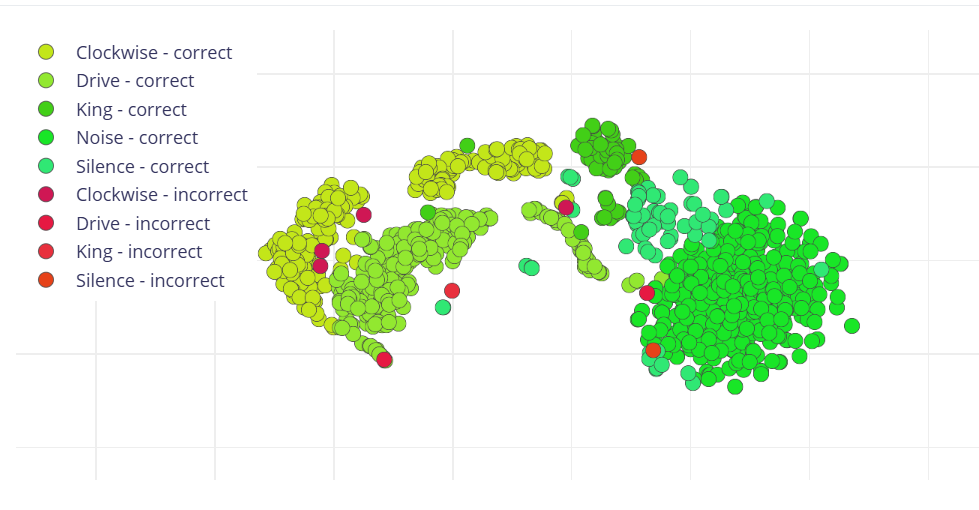 Clockwise - correct
Drive - correct
King - correct
Noise - correct
Silence - correct
Clockwise - incorrect
Drive - incorrect
King - incorrect
Silence - incorrect